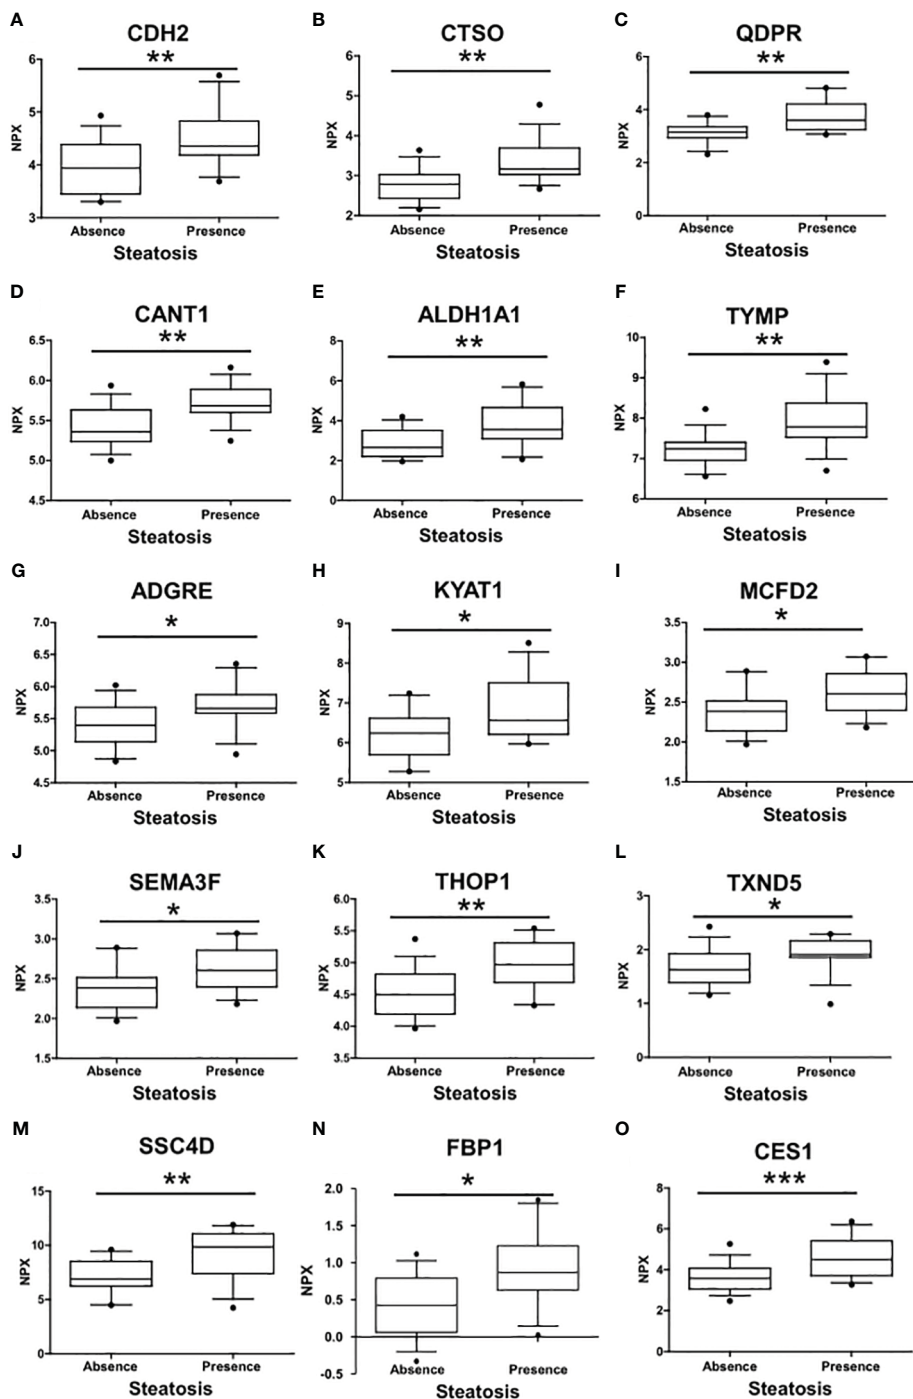 A
CDH2
**
6
5
4
3
NPX
Absence
Presence
Steatosis
B
CTSO
**
6
5
4
3
2
NPX
Absence
Presence
Steatosis
C
QDPR
**
6
4
2
0
NPX
Absence
Presence
Steatosis
D
CANT1
**
6.5
6.0
5.5
5.0
4.5
NPX
Absence
Presence
Steatosis
E
ALDH1A1
**
8
6
4
2
0
NPX
Absence
Presence
Steatosis
F
TYMP
**
10
9
8
7
6
NPX
Absence
Presence
Steatosis
G
ADGRE
*
7.0
6.5
6.0
5.5
5.0
4.5
NPX
Absence
Presence
Steatosis
H
KYAT1
*
9
8
7
6
5
NPX
Absence
Presence
Steatosis
I
MCFD2
*
3.5
3.0
2.5
2.0
1.5
NPX
Absence
Presence
Steatosis
J
SEMA3F
*
3.5
3.0
2.5
2.0
1.5
NPX
Absence
Presence
Steatosis
K
THOP1
**
6.0
5.5
5.0
4.5
4.0
3.5
NPX
Absence
Presence
Steatosis
L
TXND5
*
3
2
1
0
NPX
Absence
Presence
Steatosis
M
SSC4D
**
15
10
5
0
NPX
Absence
Presence
Steatosis
N
FBP1
*
2.0
1.5
1.0
0.5
0.0
-0.5
NPX
Absence
Presence
Steatosis
O
CES1
***
8
6
4
2
0
NPX
Absence
Presence
Steatosis